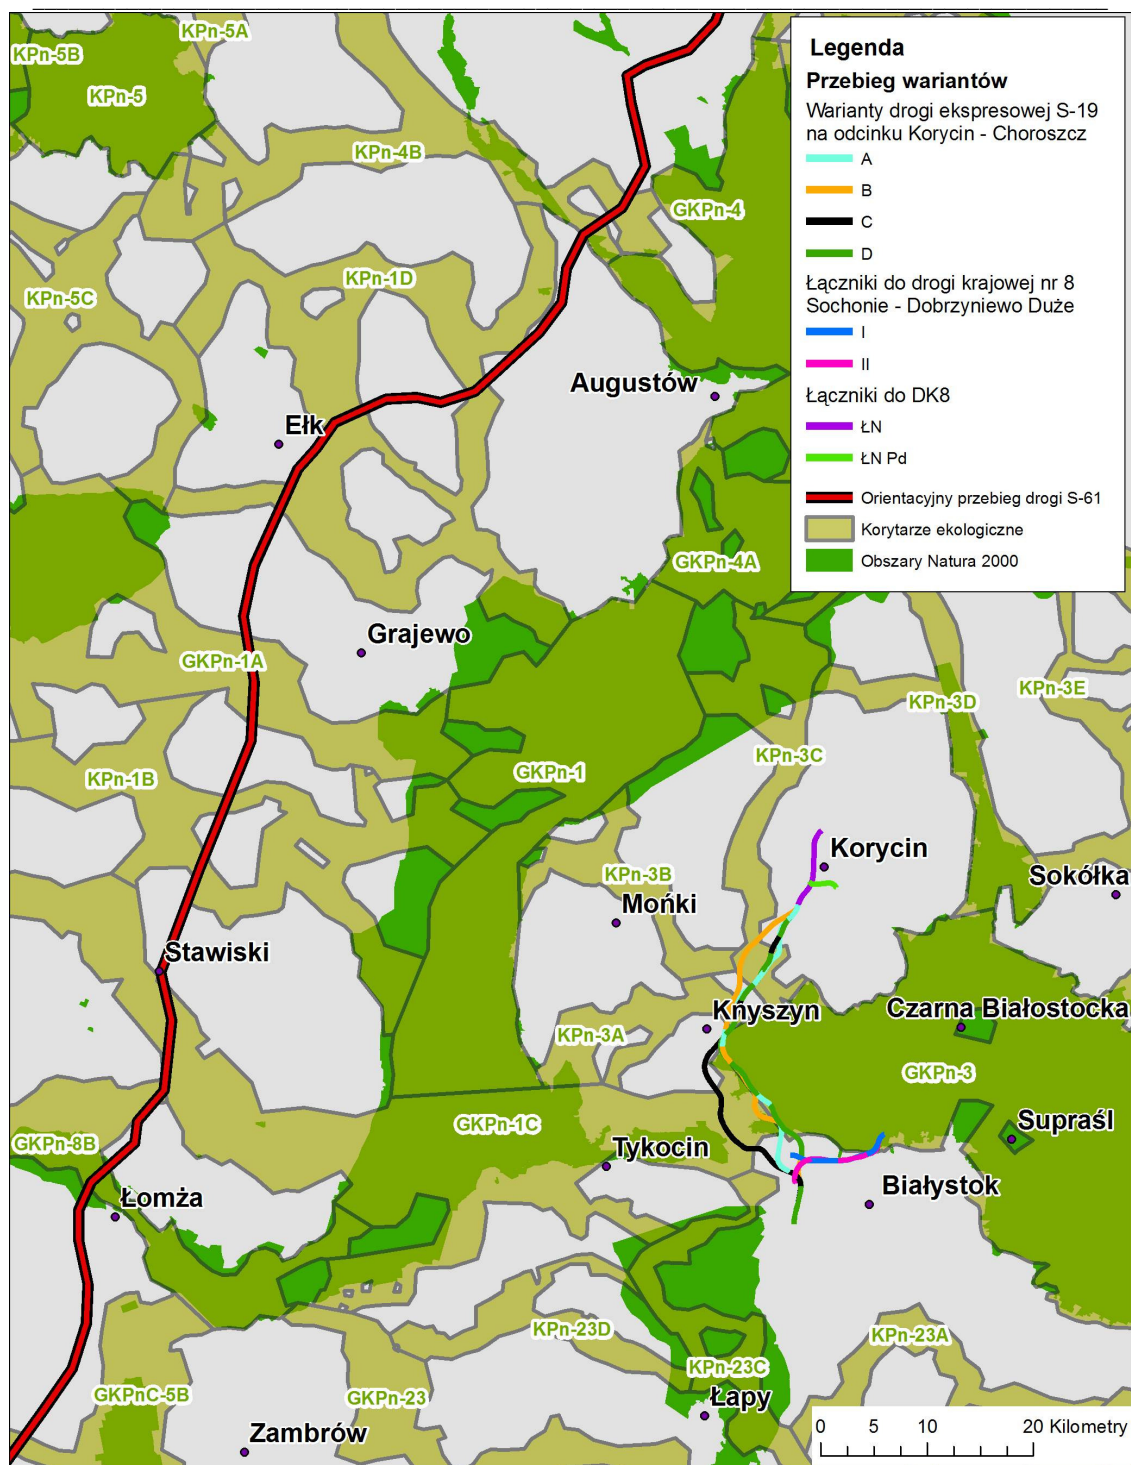 KPn-5A
KPn-5B
KPn-5
KPn-4B
GKPn-4
KPn-1D
KPn-5C
Augustów
Ełk
GKPn-4A
Grajewo
GKPn-1A
KPn-3E
KPn-3D
KPn-3C
GKPn-1
KPn-1B
Korycin
KPn-3B
Sokółka
Mońki
Stawiski
Knyszyn
Czarna Białostocka
KPn-3A
GKPn-3
GKPn-1C
Supraśl
GKPn-8B
Tykocin
Białystok
Łomża
KPn-23D
KPn-23A
KPn-23C
GKPnC-5B
GKPn-23
Łapy
Zambrów
Legenda
Przebieg wariantów
Warianty drogi ekspresowej S-19
na odcinku Korycin - Choroszcz
A
B
C
D
Łączniki do drogi krajowej nr 8
Sochonie - Dobrzyniewo Duże
I
II
Łączniki do DK8
ŁN
ŁN Pd
Orientacyjny przebieg drogi S-61
Korytarze ekologiczne
Obszary Natura 2000
0 5 10 20 Kilometry